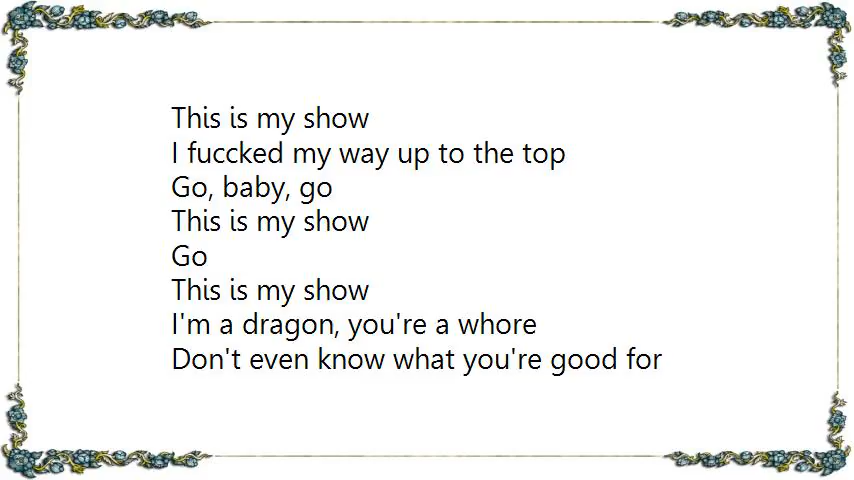 This is my show
I fuccked my way up to the top
Go, baby, go
This is my show
Go
This is my show
I'm a dragon, you're a whore
Don't even know what you're good for